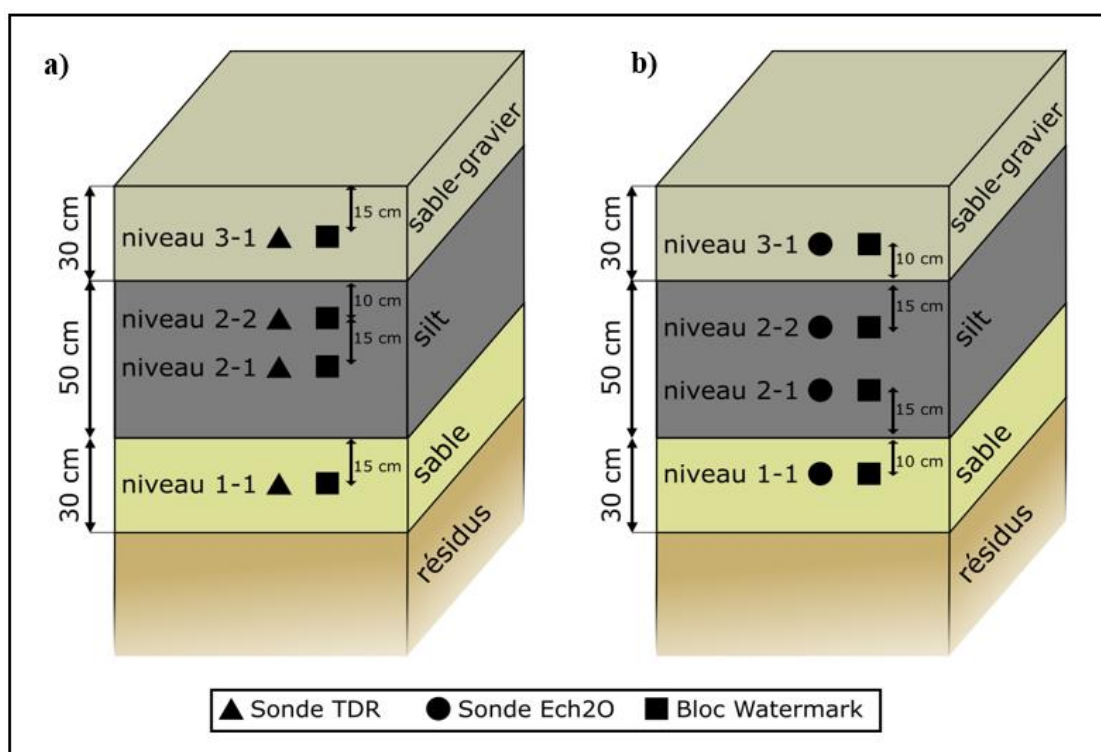 a)
30 cm
niveau 3-1
15 cm
sable-gravier
50 cm
10 cm
niveau 2-2
15 cm
niveau 2-1
silt
30 cm
15 cm
niveau 1-1
sable
résidus
b)
30 cm
niveau 3-1
10 cm
sable-gravier
50 cm
15 cm
niveau 2-2
niveau 2-1
15 cm
silt
30 cm
10 cm
niveau 1-1
sable
résidus
Sonde TDR Sonde Ech2O Bloc Watermark